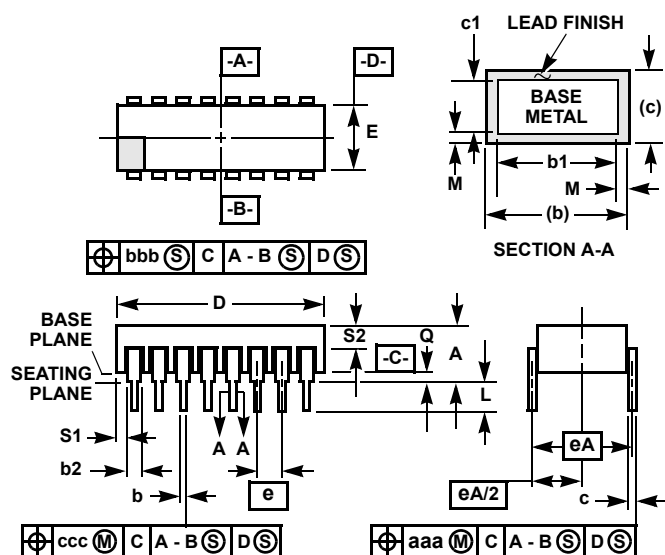 c1
LEAD FINISH
-A-
-D-
BASE
METAL
(c)
E
b1
M
M
-B-
(b)
SECTION A-A
⌖ bbb Ⓢ C A - B Ⓢ D Ⓢ
D
BASE
PLANE
S2
Q
-C-
A
SEATING
PLANE
L
S1
A A
eA
b2
b
e
eA/2
c
⌖ ccc Ⓜ C A - B Ⓢ D Ⓢ
⌖ aaa Ⓜ C A - B Ⓢ D Ⓢ